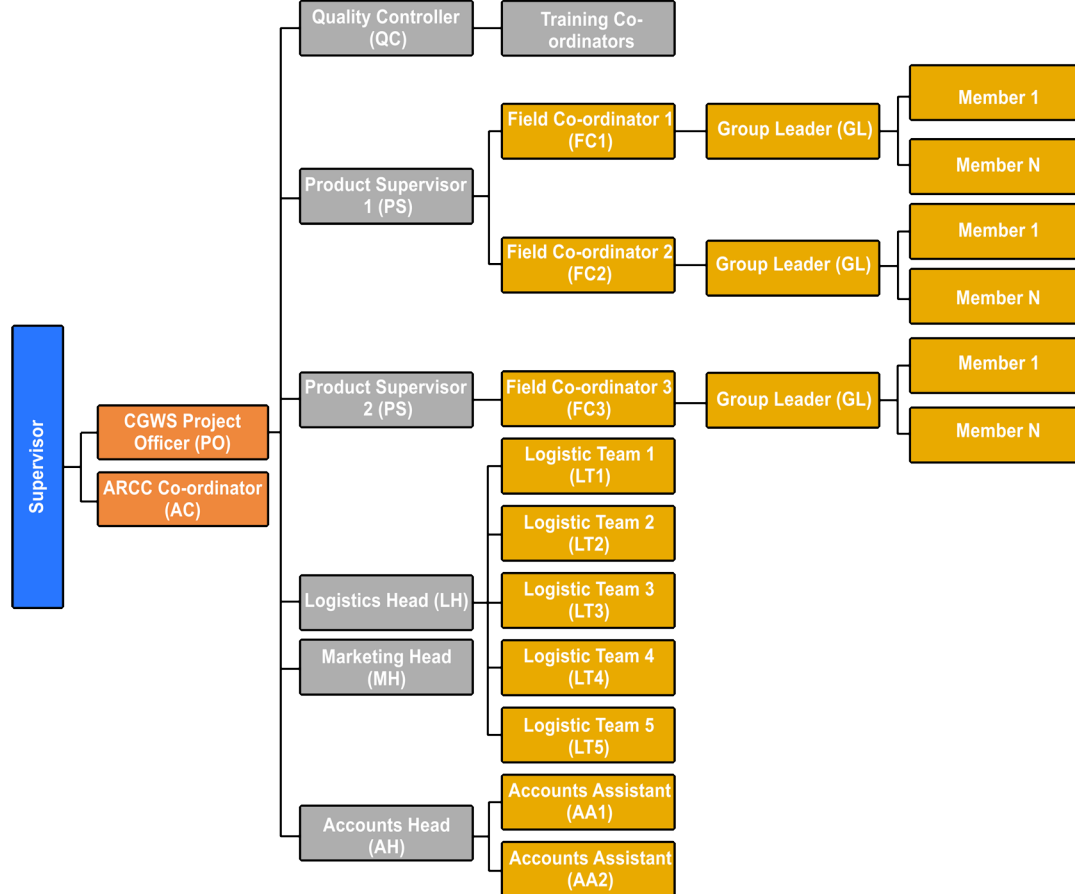 Supervisor
CGWS Project
Officer (PO)
ARCC Co-ordinator
(AC)
Quality Controller
(QC)
Training Co-
ordinators
Product Supervisor
1 (PS)
Field Co-ordinator 1
(FC1)
Group Leader (GL)
Member 1
Member N
Field Co-ordinator 2
(FC2)
Group Leader (GL)
Member 1
Member N
Product Supervisor
2 (PS)
Field Co-ordinator 3
(FC3)
Group Leader (GL)
Member 1
Member N
Logistics Head (LH)
Logistic Team 1
(LT1)
Logistic Team 2
(LT2)
Logistic Team 3
(LT3)
Logistic Team 4
(LT4)
Logistic Team 5
(LT5)
Marketing Head
(MH)
Accounts Head
(AH)
Accounts Assistant
(AA1)
Accounts Assistant
(AA2)